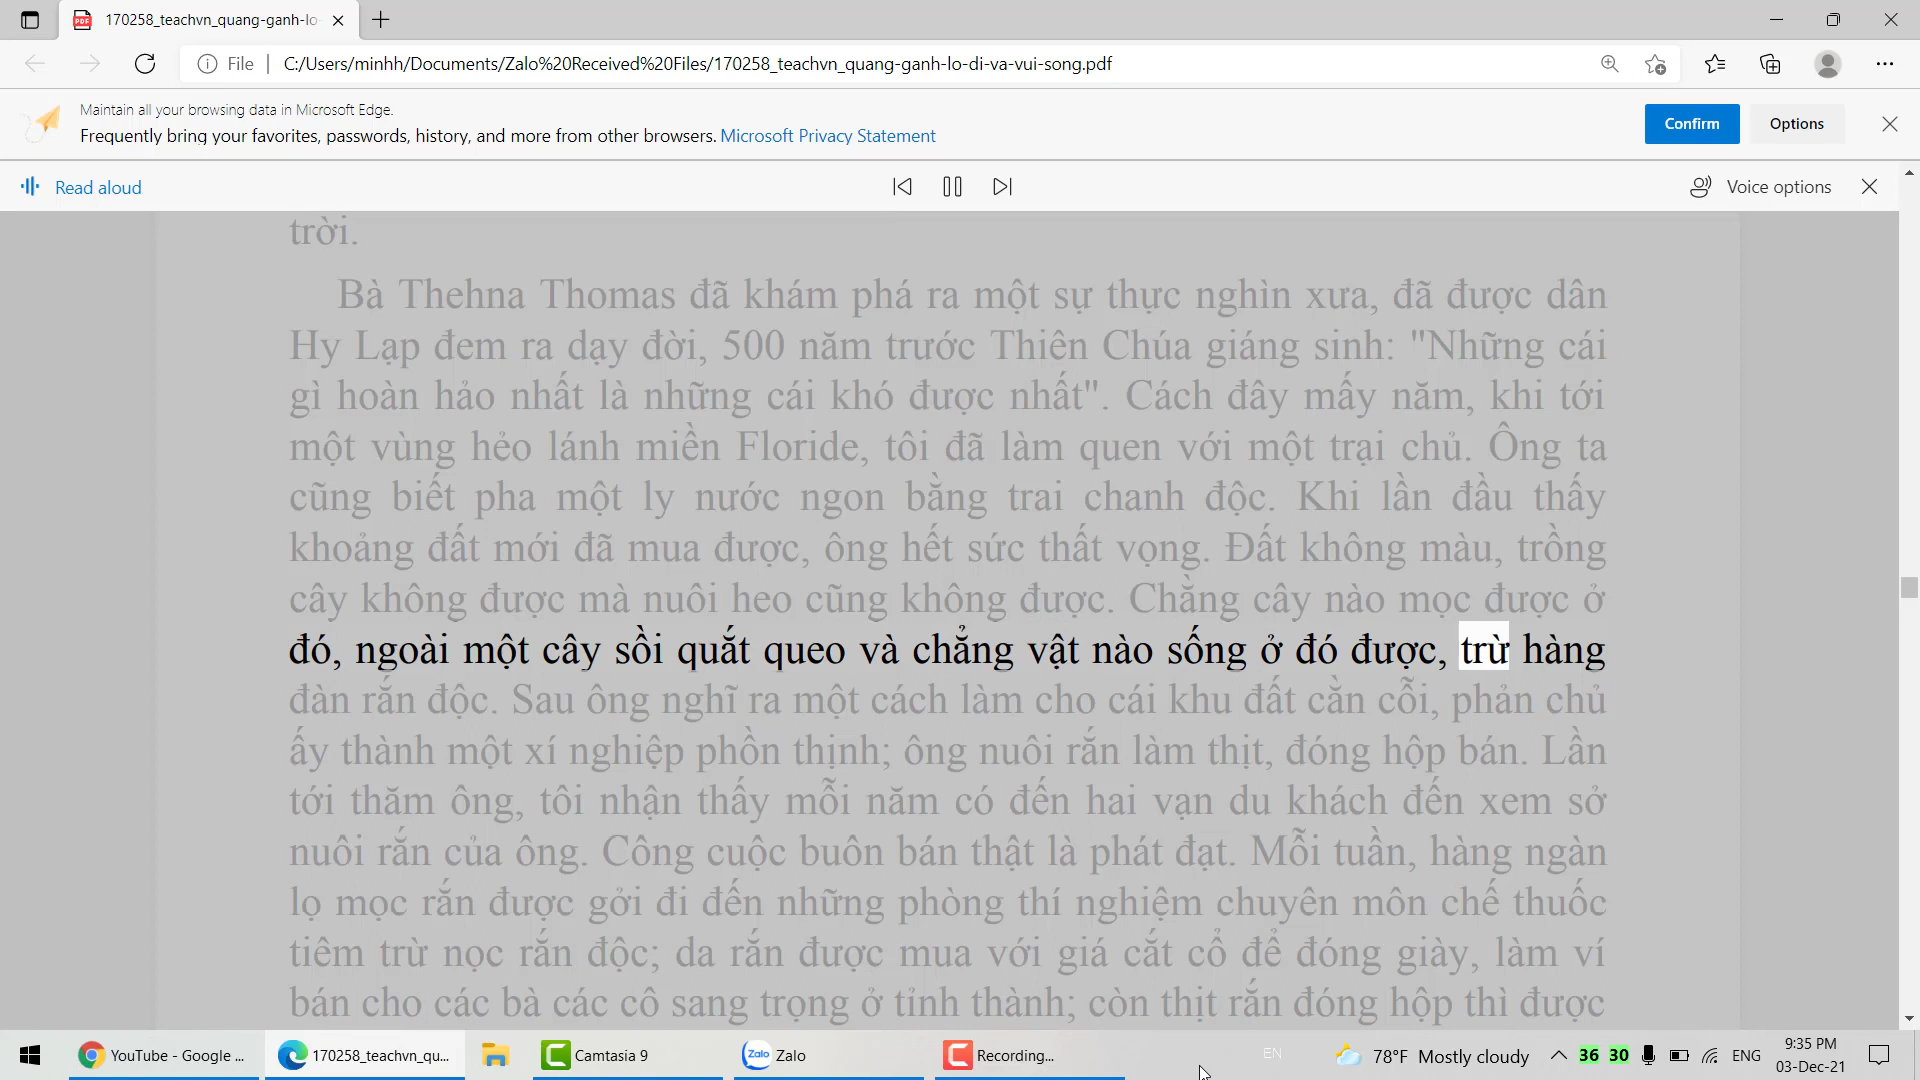 170258_teachvn_quang-ganh-lo
File
C:/Users/minhh/Documents/Zalo%20Received%20Files/170258_teachvn_quang-ganh-lo-di-va-vui-song.pdf
Maintain all your browsing data in Microsoft Edge.
Frequently bring your favorites, passwords, history, and more from other browsers. Microsoft Privacy Statement
Confirm
Options
Read aloud
Voice options
trời.
Bà Thehna Thomas đã khám phá ra một sự thực nghìn xưa, đã được dân
Hy Lạp đem ra dạy đời, 500 năm trước Thiên Chúa giáng sinh: "Những cái
gì hoàn hảo nhất là những cái khó được nhất". Cách đây mấy năm, khi tới
một vùng hẻo lánh miền Floride, tôi đã làm quen với một trại chủ. Ông ta
cũng biết pha một ly nước ngon bằng trai chanh độc. Khi lần đầu thấy
khoảng đất mới đã mua được, ông hết sức thất vọng. Đất không màu, trồng
cây không được mà nuôi heo cũng không được. Chẳng cây nào mọc được ở
đó, ngoài một cây sồi quắt queo và chẳng vật nào sống ở đó được, trừ hàng
đàn rắn độc. Sau ông nghĩ ra một cách làm cho cái khu đất cằn cỗi, phản chủ
ấy thành một xí nghiệp phồn thịnh; ông nuôi rắn làm thịt, đóng hộp bán. Lần
tới thăm ông, tôi nhận thấy mỗi năm có đến hai vạn du khách đến xem sở
nuôi rắn của ông. Công cuộc buôn bán thật là phát đạt. Mỗi tuần, hàng ngàn
lọ mọc rắn được gởi đi đến những phòng thí nghiệm chuyên môn chế thuốc
tiêm trừ nọc rắn độc; da rắn được mua với giá cắt cổ để đóng giày, làm ví
bán cho các bà các cô sang trọng ở tỉnh thành; còn thịt rắn đóng hộp thì được
YouTube - Google ...
170258_teachvn_qu...
Camtasia 9
Zalo
Zalo
Recording...
EN
78°F Mostly cloudy
36
30
ENG
9:35 PM
03-Dec-21